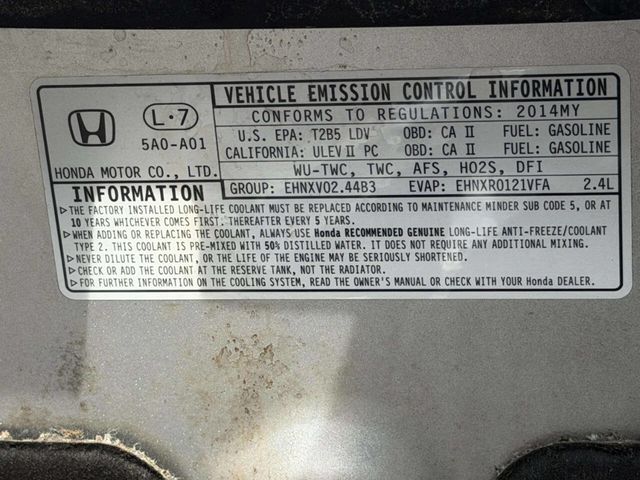 VEHICLE EMISSION CONTROL INFORMATION
L·7
5A0-A01
HONDA MOTOR CO., LTD.
CONFORMS TO REGULATIONS: 2014MY
U.S. EPA: T2B5 LDV OBD: CA II FUEL: GASOLINE
CALIFORNIA: ULEV II PC OBD: CA II FUEL: GASOLINE
WU-TWC, TWC, AFS, HO2S, DFI
GROUP: EHNXV02.44B3 EVAP: EHNXR0121VFA 2.4L
INFORMATION
▷THE FACTORY INSTALLED LONG-LIFE COOLANT MUST BE REPLACED ACCORDING TO MAINTENANCE MINDER SUB CODE 5, OR AT
10 YEARS WHICHEVER COMES FIRST. THEREAFTER EVERY 5 YEARS.
▷WHEN ADDING OR REPLACING THE COOLANT, ALWAYS USE Honda RECOMMENDED GENUINE LONG-LIFE ANTI-FREEZE/COOLANT
TYPE 2. THIS COOLANT IS PRE-MIXED WITH 50% DISTILLED WATER. IT DOES NOT REQUIRE ANY ADDITIONAL MIXING.
▷NEVER DILUTE THE COOLANT, OR THE LIFE OF THE ENGINE MAY BE SERIOUSLY SHORTENED.
▷CHECK OR ADD THE COOLANT AT THE RESERVE TANK, NOT THE RADIATOR.
▷FOR FURTHER INFORMATION ON THE COOLING SYSTEM, READ THE OWNER'S MANUAL OR CHECK WITH YOUR Honda DEALER.